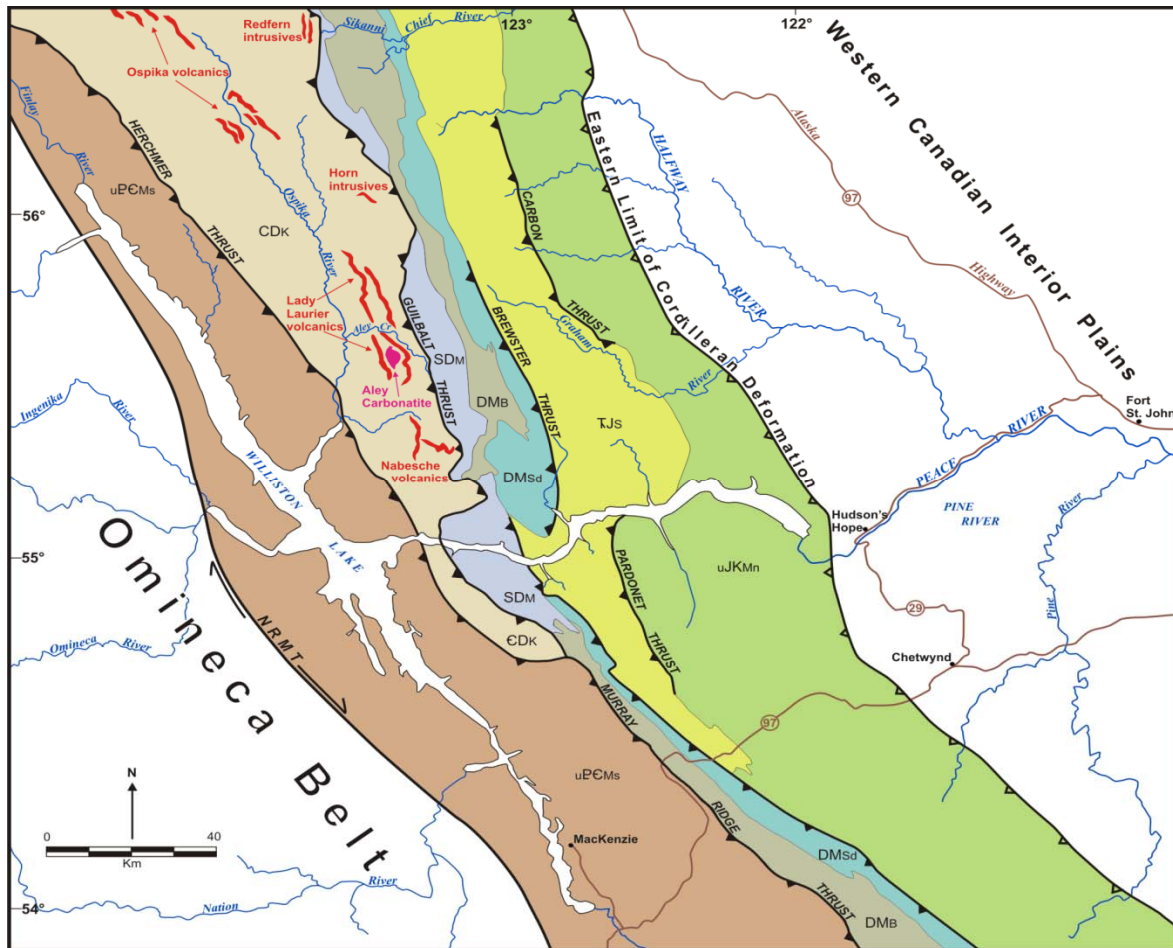 Redfern
intrusives
Sikanni
Chief
River
123°
122°
Ospika volcanics
Western Canadian Interior Plains
Alaska
97
Highway
Finlay
River
HERCHMER
THRUST
uPЄMs
Ospika
River
Horn
intrusives
CDK
Eastern Limit of Cordilleran Deformation
HALFWAY
RIVER
CARBON
THRUST
56°
Lady
Laurier
volcanics
Aley Cr
GUILBALT
THRUST
BREWSTER
THRUST
Graham
River
SDM
DMB
Aley
Carbonatite
TJs
Fort
St. John
Ingenika
River
Nabesche
volcanics
DMSd
PEACE
RIVER
WILLISTON
LAKE
Hudson's
Hope
PINE
RIVER
River
Pine
55°
PARDONET
THRUST
uJKMn
SDM
29
ЄDK
Chetwynd
Omineca
River
NRMT
Omineca Belt
MURRAY
RIDGE
THRUST
97
uPЄMs
N
0
40
Km
MacKenzie
DMSd
DMB
Nation
River
54°